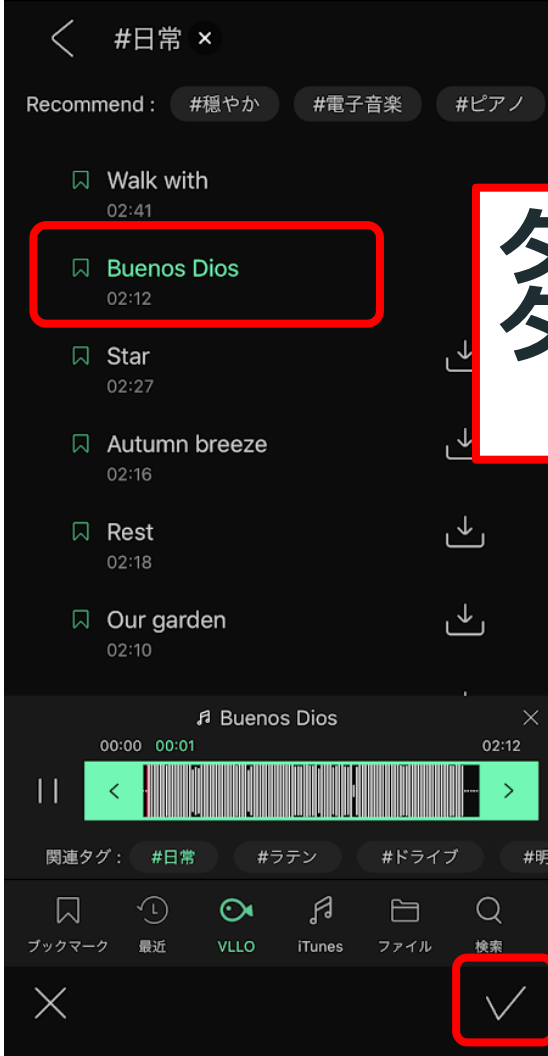 #日常 ×
Recommend : #穏やか #電子音楽 #ピアノ
Walk with
02:41
Buenos Dios
02:12
Star
02:27
Autumn breeze
02:16
Rest
02:18
Our garden
02:10
Buenos Dios
00:00 00:01 02:12
関連タグ : #日常 #ラテン #ドライブ #明
ブックマーク 最近 VLLO iTunes ファイル 検索